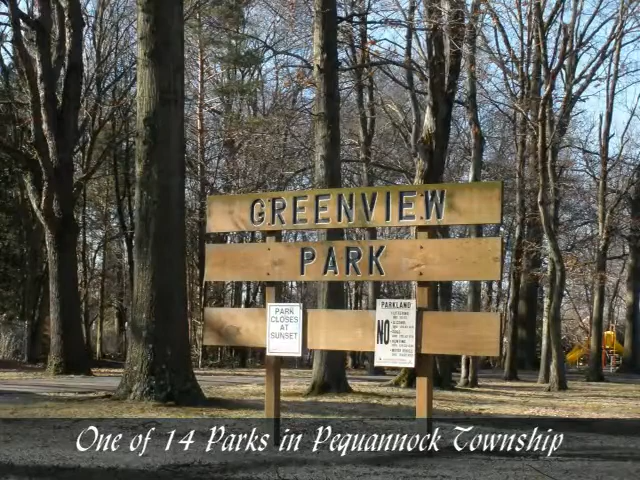 GREENVIEW
PARK
PARK
CLOSES
AT
SUNSET
PARKLAND
NO
One of 14 Parks in Pequannock Township